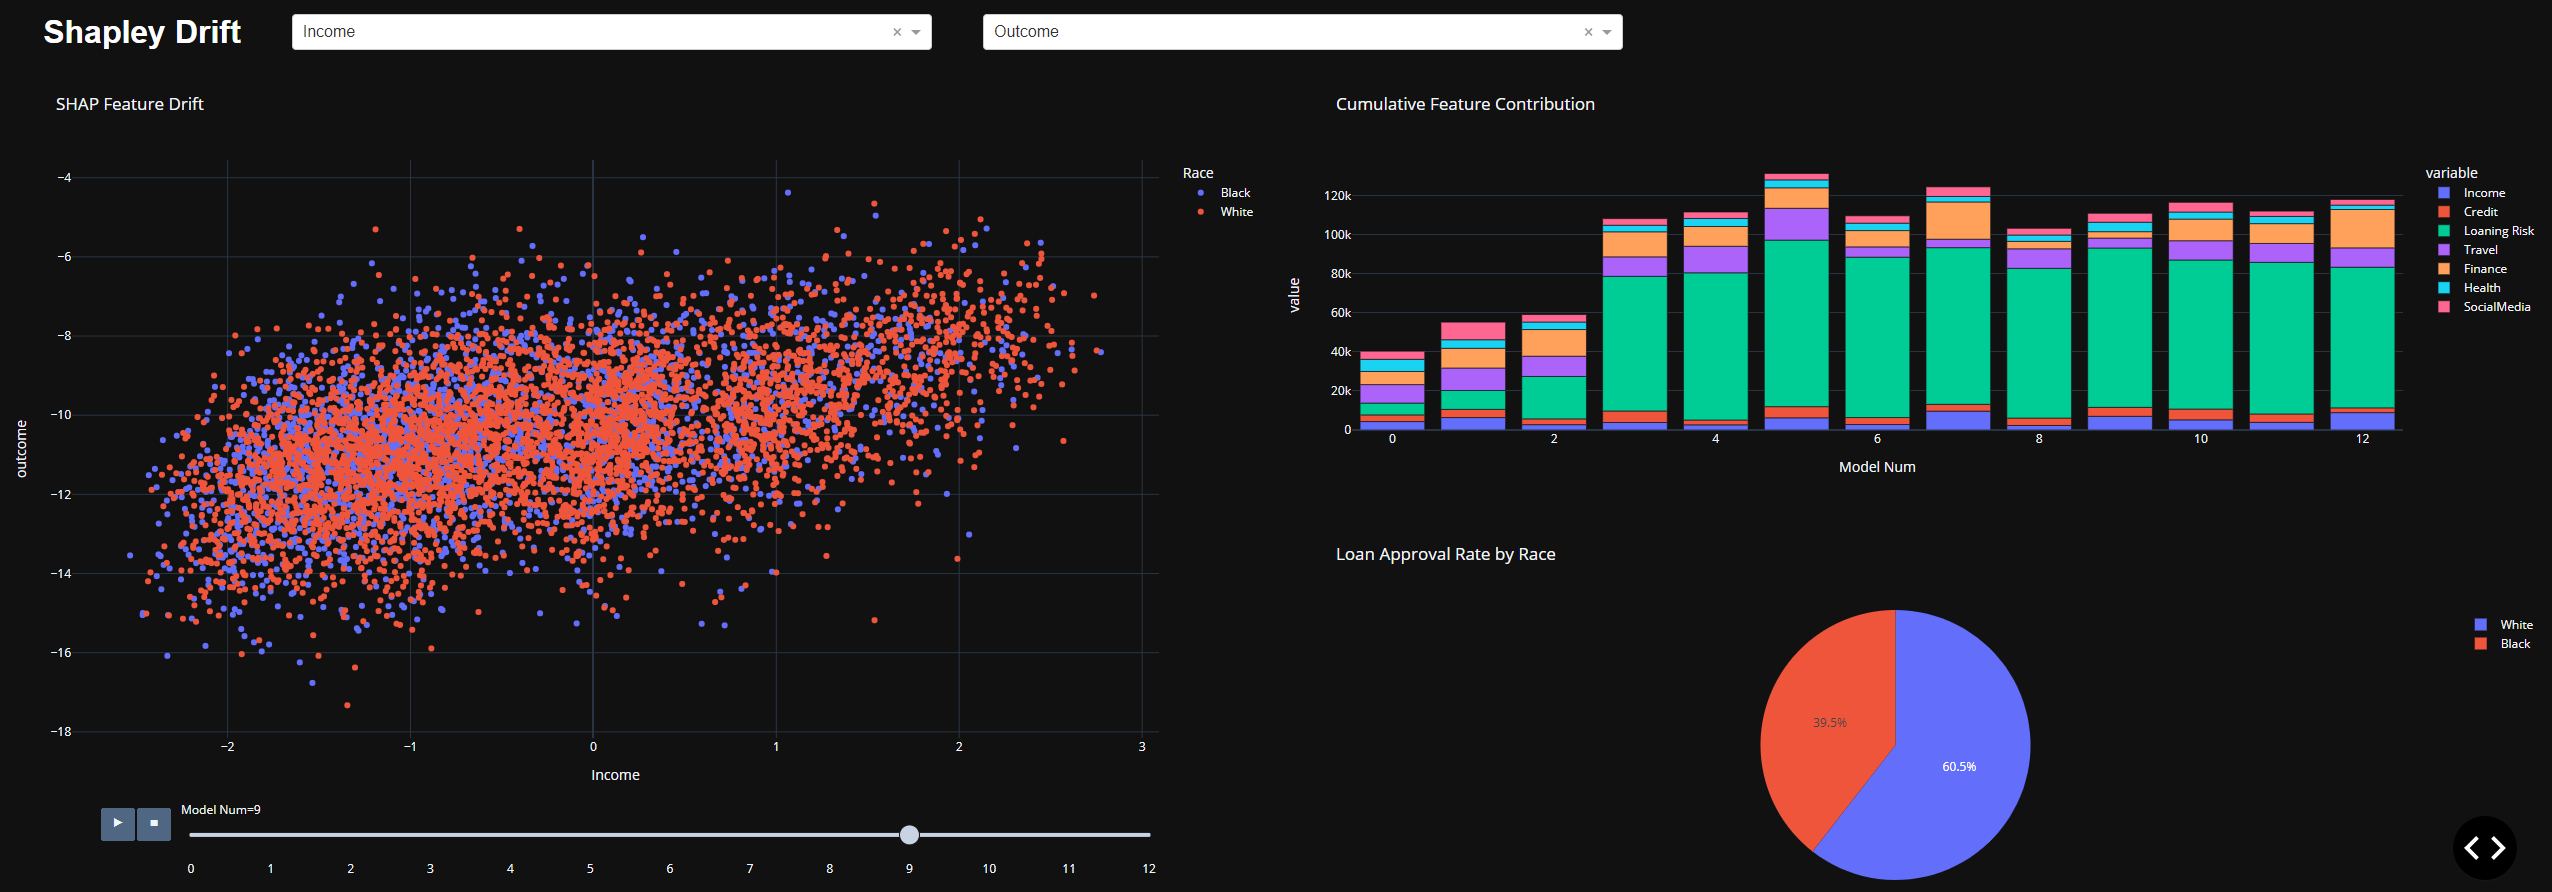 Shapley Drift
Income
×
Outcome
×
SHAP Feature Drift
−4
−6
−8
−10
−12
−14
−16
−18
outcome
−2
−1
0
1
2
3
Income
Race
Black
White
Model Num=9
0
1
2
3
4
5
6
7
8
9
10
11
12
Cumulative Feature Contribution
120k
100k
80k
60k
40k
20k
0
value
0
2
4
6
8
10
12
Model Num
variable
Income
Credit
Loaning Risk
Travel
Finance
Health
SocialMedia
Loan Approval Rate by Race
39.5%
60.5%
White
Black